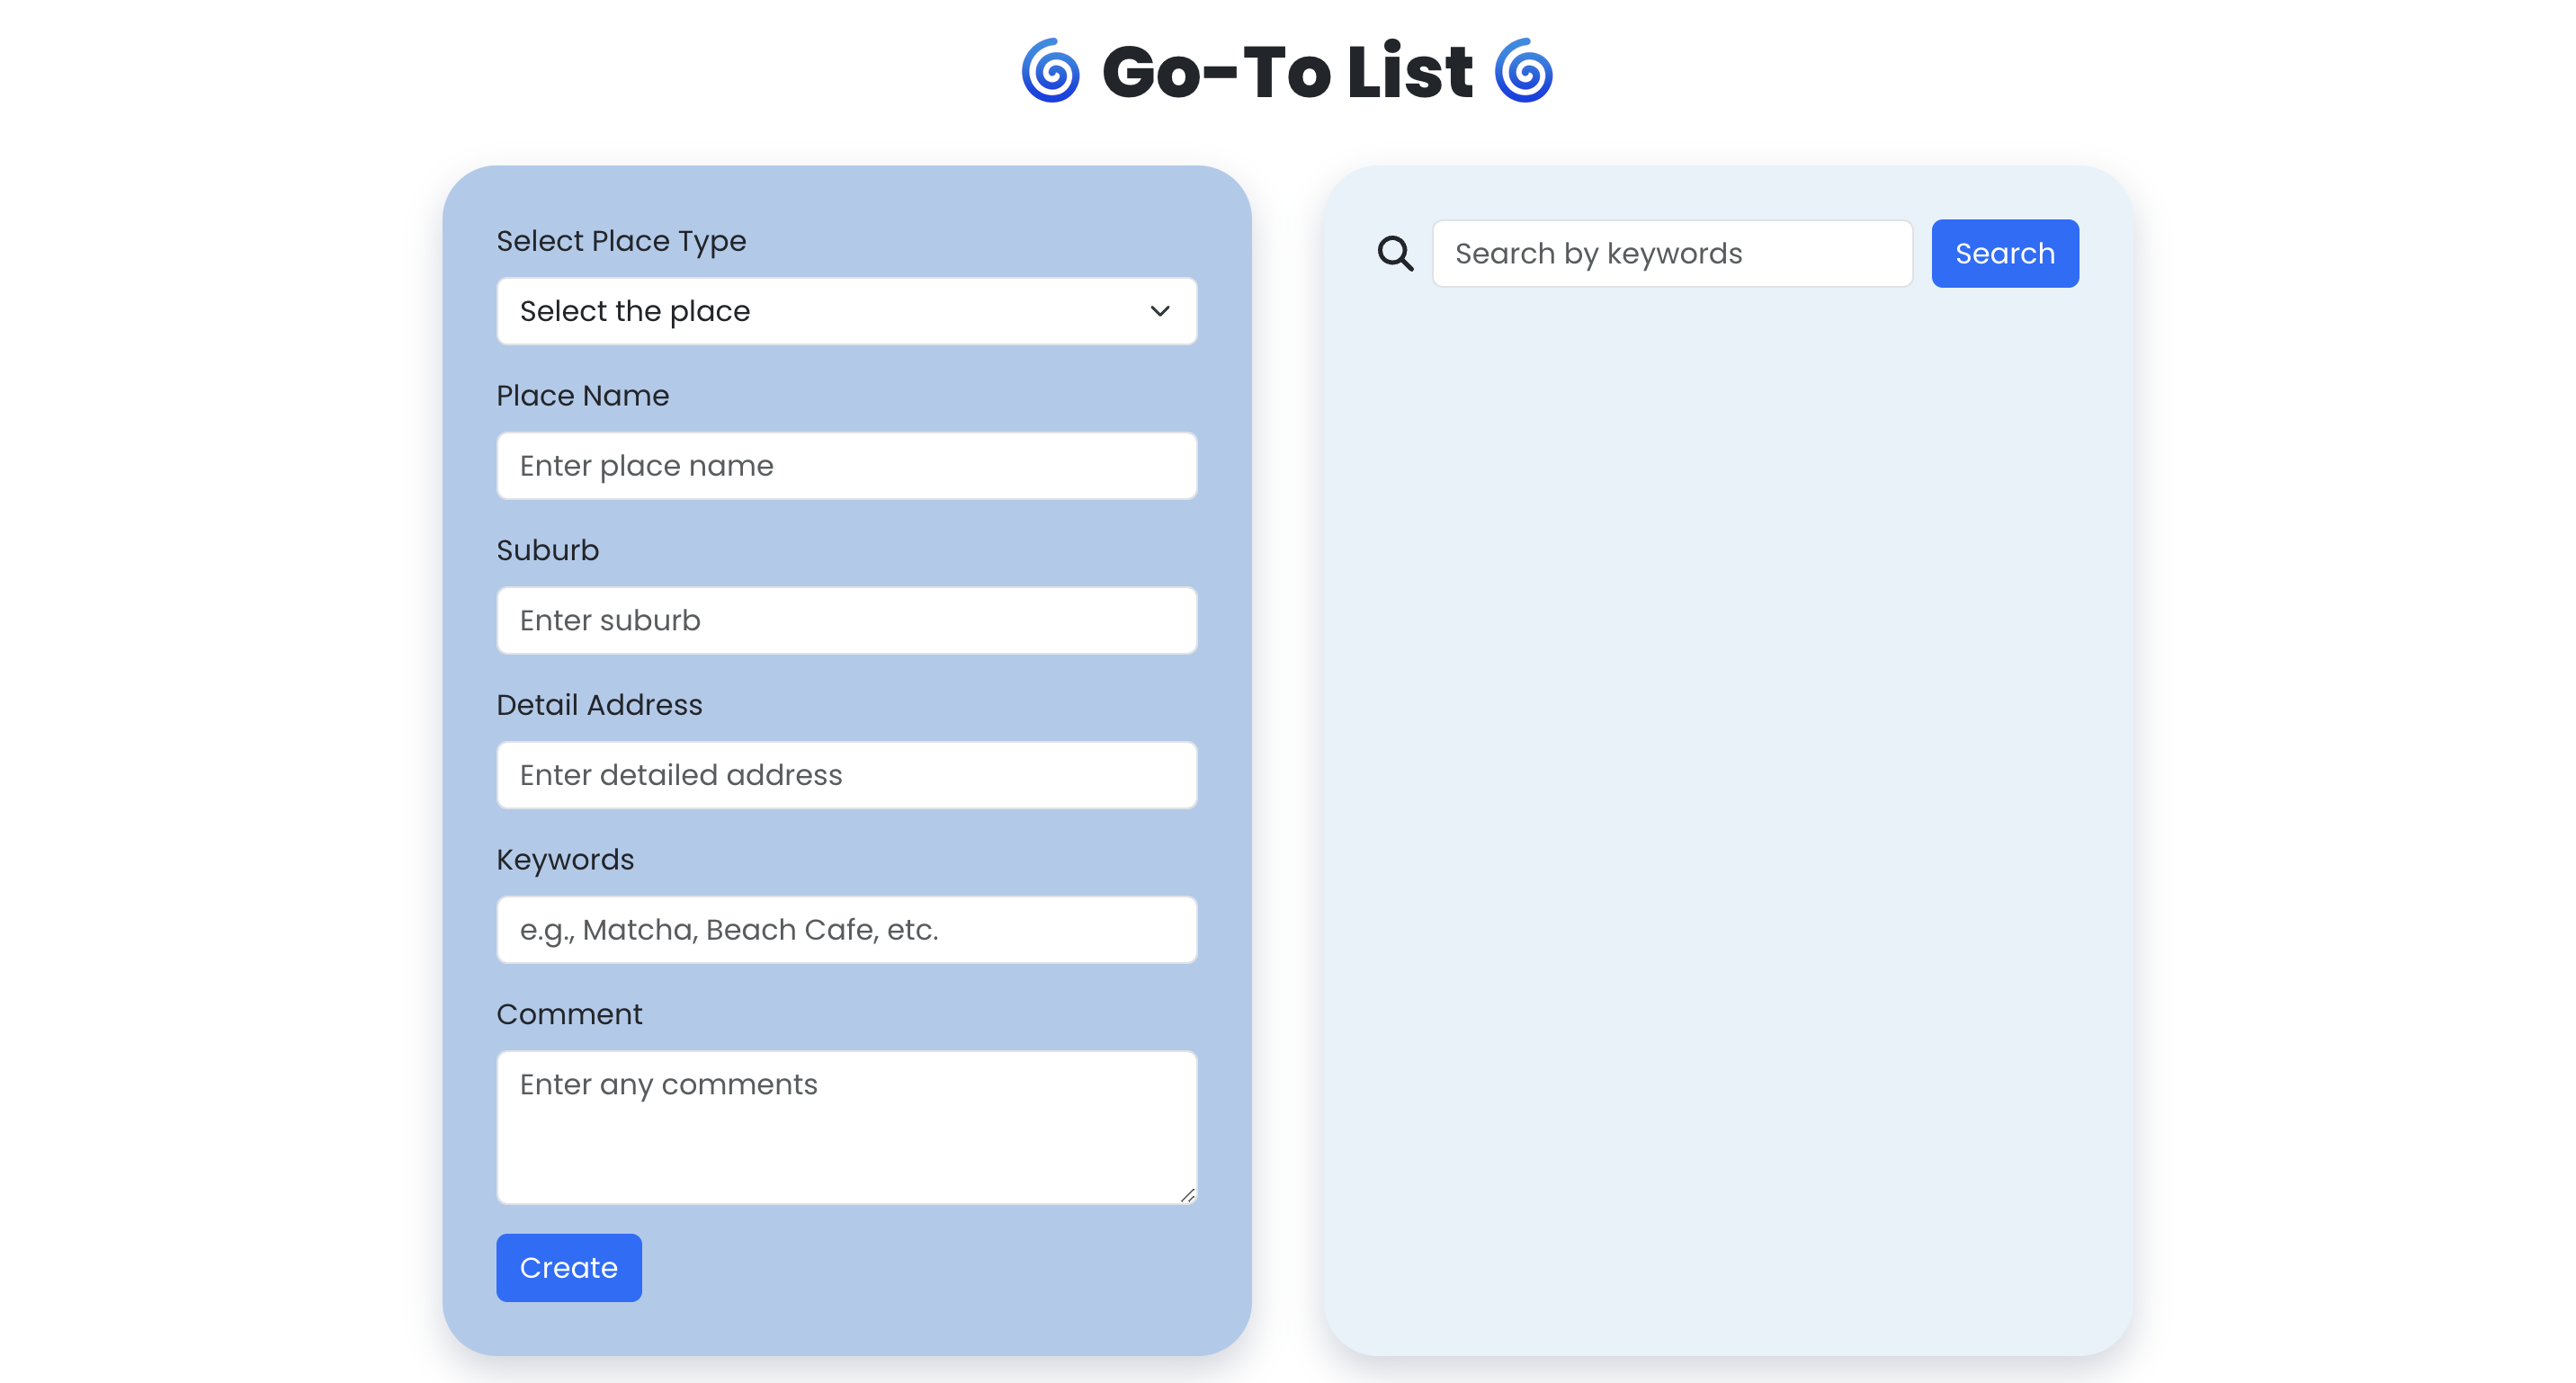 Go-To List
Select Place Type
Select the place
Place Name
Enter place name
Suburb
Enter suburb
Detail Address
Enter detailed address
Keywords
e.g., Matcha, Beach Cafe, etc.
Comment
Enter any comments
Create
Search by keywords
Search